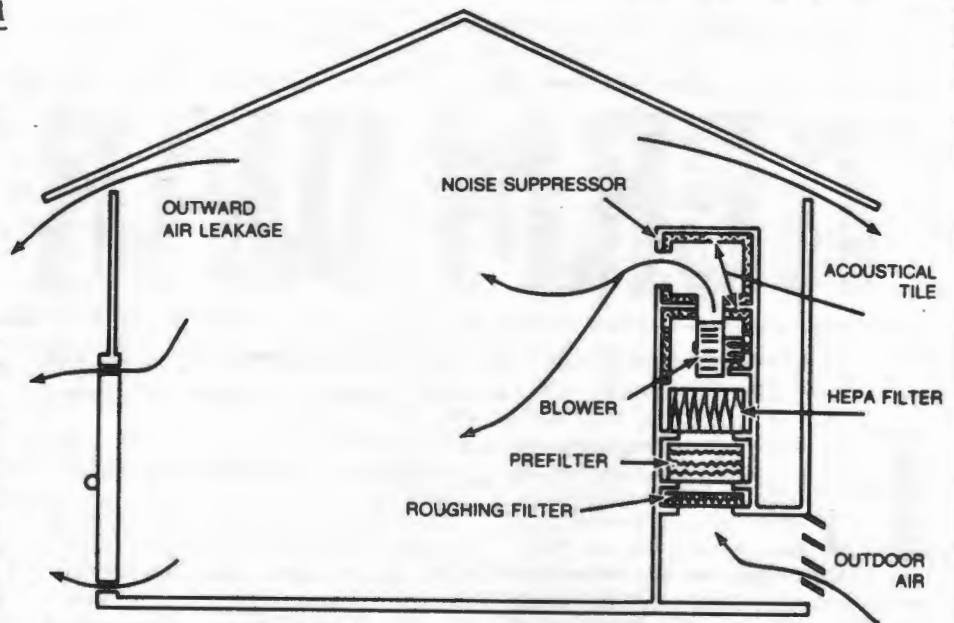 NOISE SUPPRESSOR
OUTWARD
AIR LEAKAGE
ACOUSTICAL
TILE
BLOWER
HEPA FILTER
PREFILTER
ROUGHING FILTER
OUTDOOR
AIR